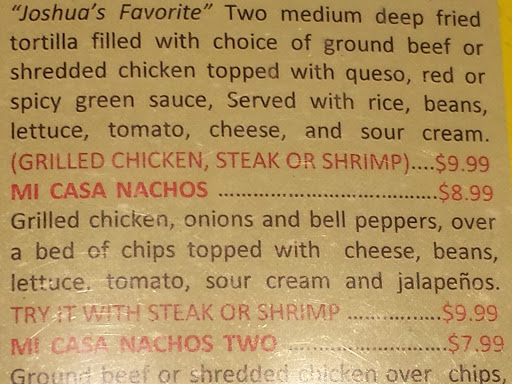 “Joshua’s Favorite” Two medium deep fried
tortilla filled with choice of ground beef or
shredded chicken topped with queso, red or
spicy green sauce, Served with rice, beans,
lettuce, tomato, cheese, and sour cream.
(GRILLED CHICKEN, STEAK OR SHRIMP)....$9.99
MI CASA NACHOS ....................................$8.99
Grilled chicken, onions and bell peppers, over
a bed of chips topped with cheese, beans,
lettuce, tomato, sour cream and jalapeños.
TRY IT WITH STEAK OR SHRIMP ...............$9.99
MI CASA NACHOS TWO ........................$7.99
Ground beef or shredded chicken over chips,